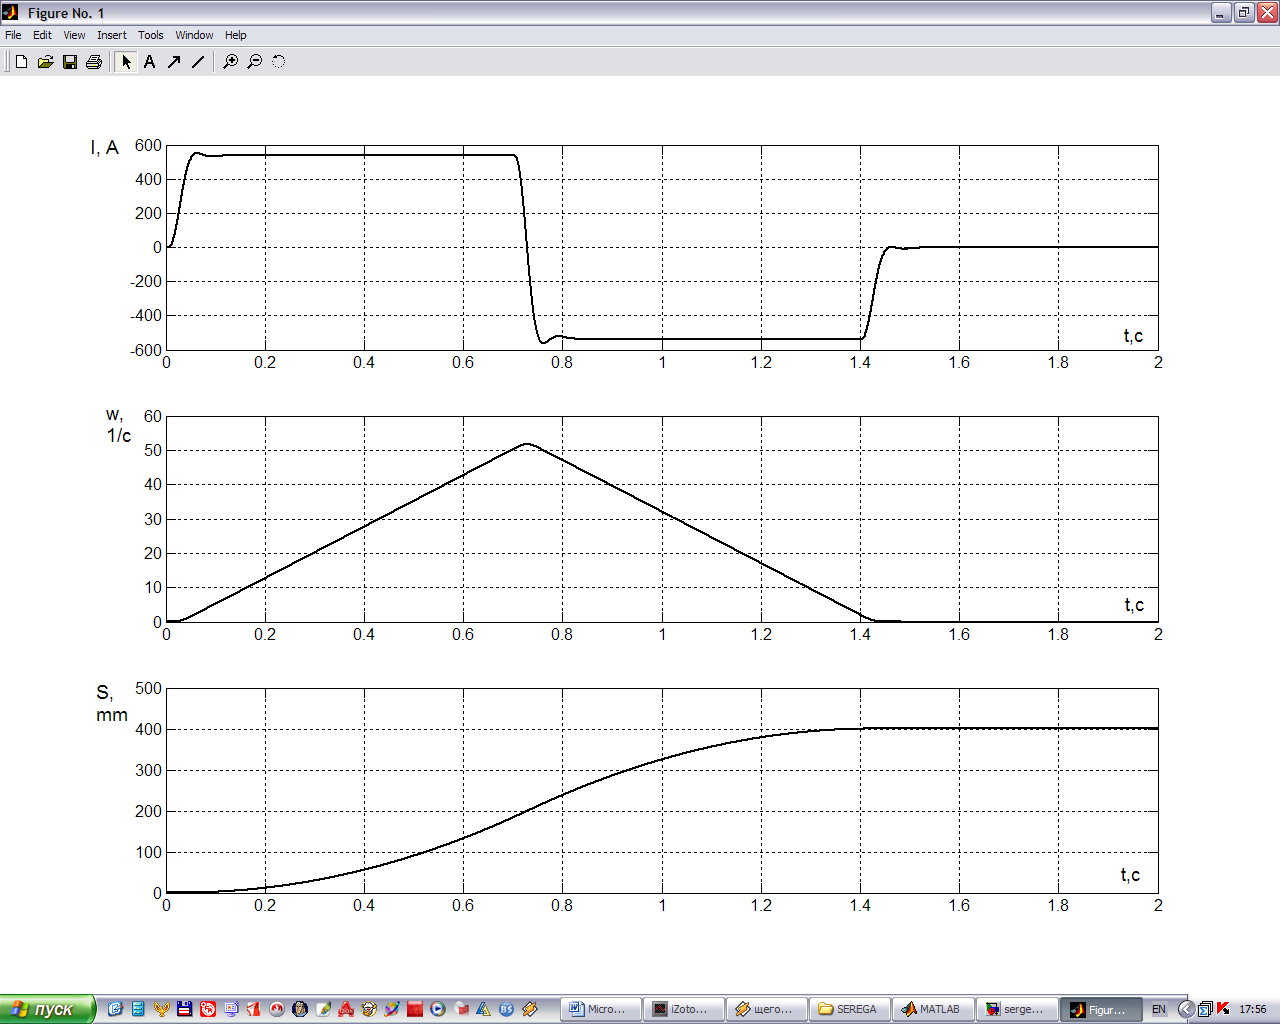 Figure No. 1
File Edit View Insert Tools Window Help
I, A
600
400
200
0
-200
-400
-600
t,c
0 0.2 0.4 0.6 0.8 1 1.2 1.4 1.6 1.8 2
w,
1/c
60
50
40
30
20
10
0
t,c
0 0.2 0.4 0.6 0.8 1 1.2 1.4 1.6 1.8 2
S,
mm
500
400
300
200
100
0
t,c
0 0.2 0.4 0.6 0.8 1 1.2 1.4 1.6 1.8 2
пуск Micro... iZoto... щего... SEREGA MATLAB serge... Figur... EN 17:56